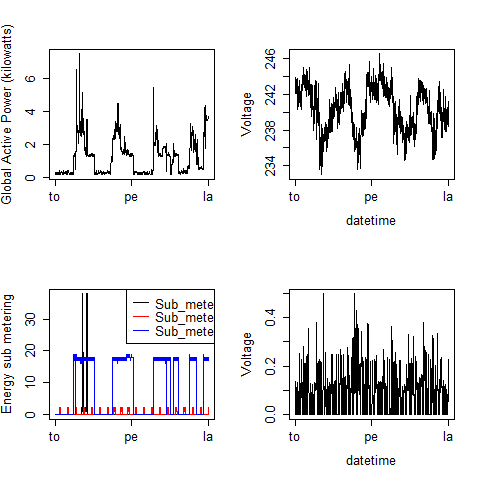 Global Active Power (kilowatts)
0 2 4 6
to pe la
Voltage
234 238 242 246
to pe la
datetime
Energy sub metering
0 10 20 30
to pe la
Sub_mete
Sub_mete
Sub_mete
Voltage
0.0 0.2 0.4
to pe la
datetime